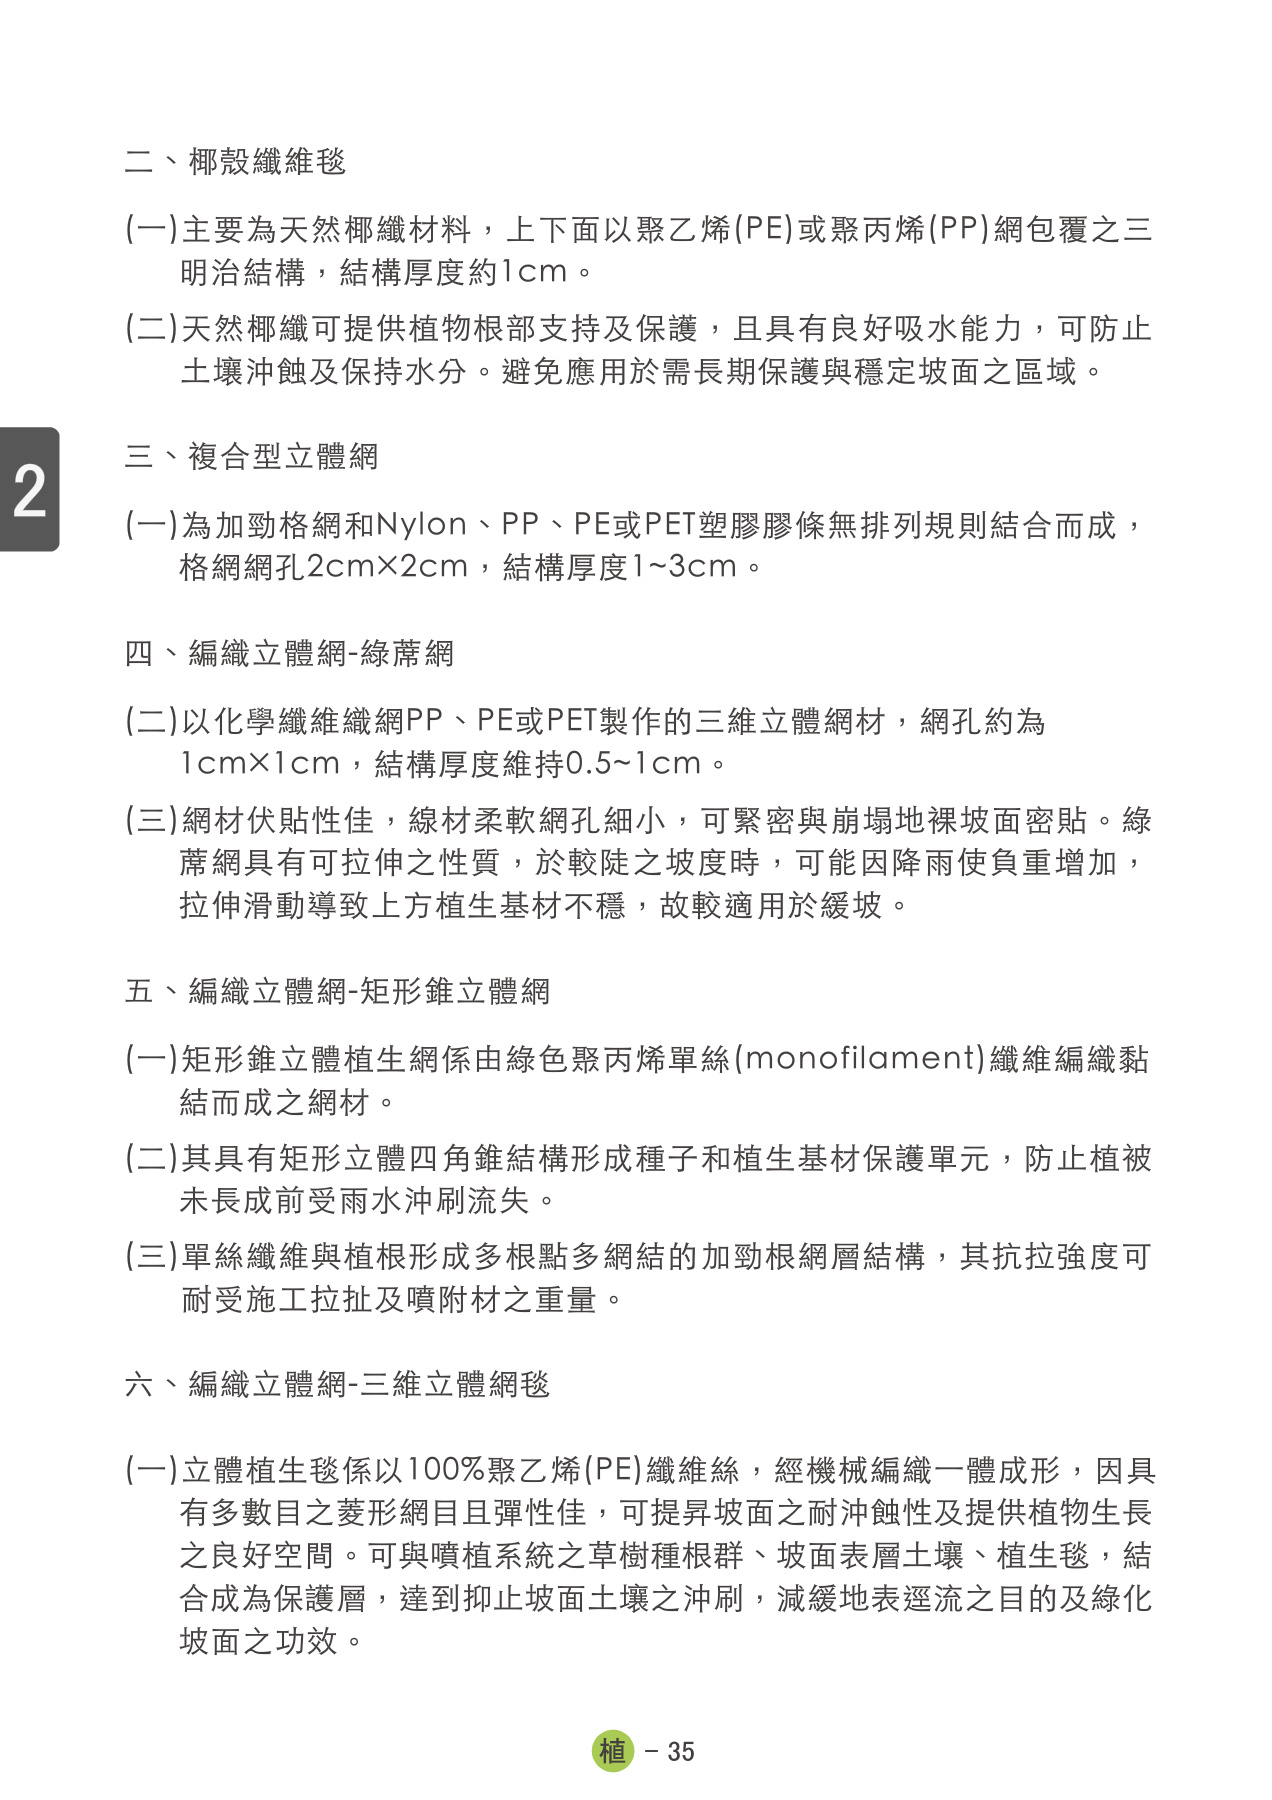 二、椰殼纖維毯
(一)主要為天然椰纖材料，上下面以聚乙烯(PE)或聚丙烯(PP)網包覆之三
明治結構，結構厚度約1cm。
(二)天然椰纖可提供植物根部支持及保護，且具有良好吸水能力，可防止
土壤沖蝕及保持水分。避免應用於需長期保護與穩定坡面之區域。
三、複合型立體網
2
(一)為加勁格網和Nylon、PP、PE或PET塑膠膠條無排列規則結合而成，
格網網孔2cm×2cm，結構厚度1~3cm。
四、編織立體網-綠蓆網
(二)以化學纖維織網PP、PE或PET製作的三維立體網材，網孔約為
1cm×1cm，結構厚度維持0.5~1cm。
(三)網材伏貼性佳，線材柔軟網孔細小，可緊密與崩塌地裸坡面密貼。綠
蓆網具有可拉伸之性質，於較陡之坡度時，可能因降雨使負重增加，
拉伸滑動導致上方植生基材不穩，故較適用於緩坡。
五、編織立體網-矩形錐立體網
(一)矩形錐立體植生網係由綠色聚丙烯單絲(monofilament)纖維編織黏
結而成之網材。
(二)其具有矩形立體四角錐結構形成種子和植生基材保護單元，防止植被
未長成前受雨水沖刷流失。
(三)單絲纖維與植根形成多根點多網結的加勁根網層結構，其抗拉強度可
耐受施工拉扯及噴附材之重量。
六、編織立體網-三維立體網毯
(一)立體植生毯係以100%聚乙烯(PE)纖維絲，經機械編織一體成形，因具
有多數目之菱形網目且彈性佳，可提昇坡面之耐沖蝕性及提供植物生長
之良好空間。可與噴植系統之草樹種根群、坡面表層土壤、植生毯，結
合成為保護層，達到抑止坡面土壤之沖刷，減緩地表逕流之目的及綠化
坡面之功效。
植 – 35